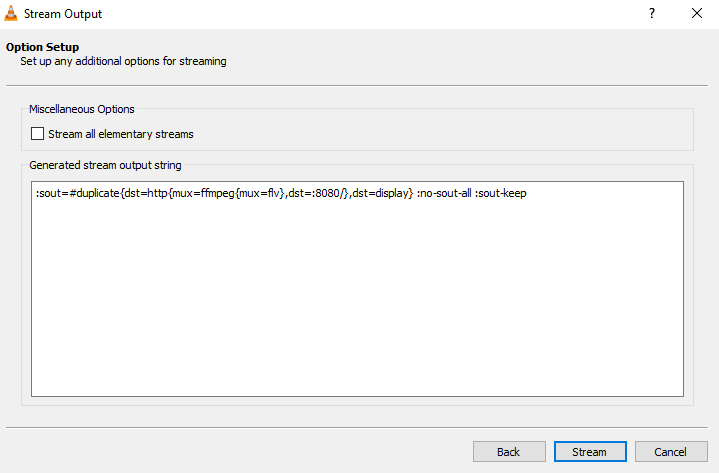 Stream Output
?
Option Setup
Set up any additional options for streaming
Miscellaneous Options
Stream all elementary streams
Generated stream output string
:sout=#duplicate{dst=http{mux=ffmpeg{mux=flv},dst=:8080/},dst=display} :no-sout-all :sout-keep
Back
Stream
Cancel